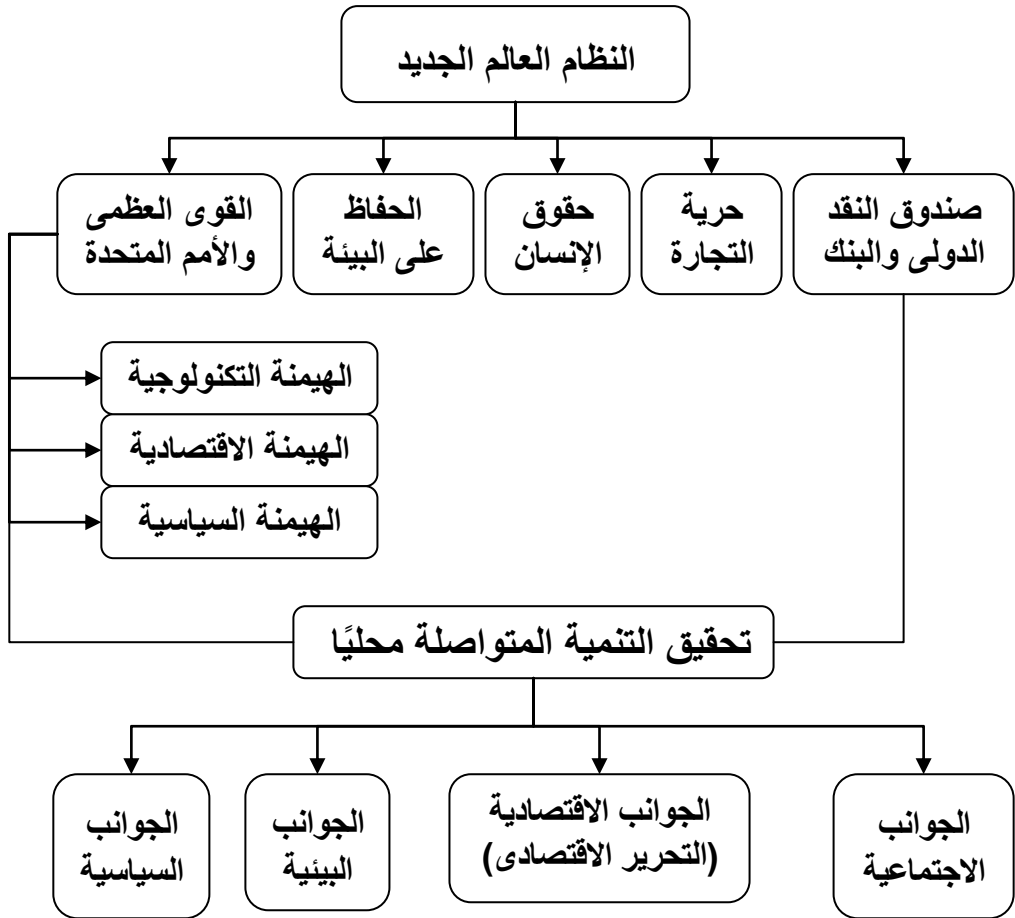 النظام العالم الجديد
صندوق النقد
الدولى والبنك
حرية
التجارة
حقوق
الإنسان
الحفاظ
على البيئة
القوى العظمى
والأمم المتحدة
الهيمنة التكنولوجية
الهيمنة الاقتصادية
الهيمنة السياسية
تحقيق التنمية المتواصلة محليًا
الجوانب
الاجتماعية
الجوانب الاقتصادية
(التحرير الاقتصادى)
الجوانب
البيئية
الجوانب
السياسية